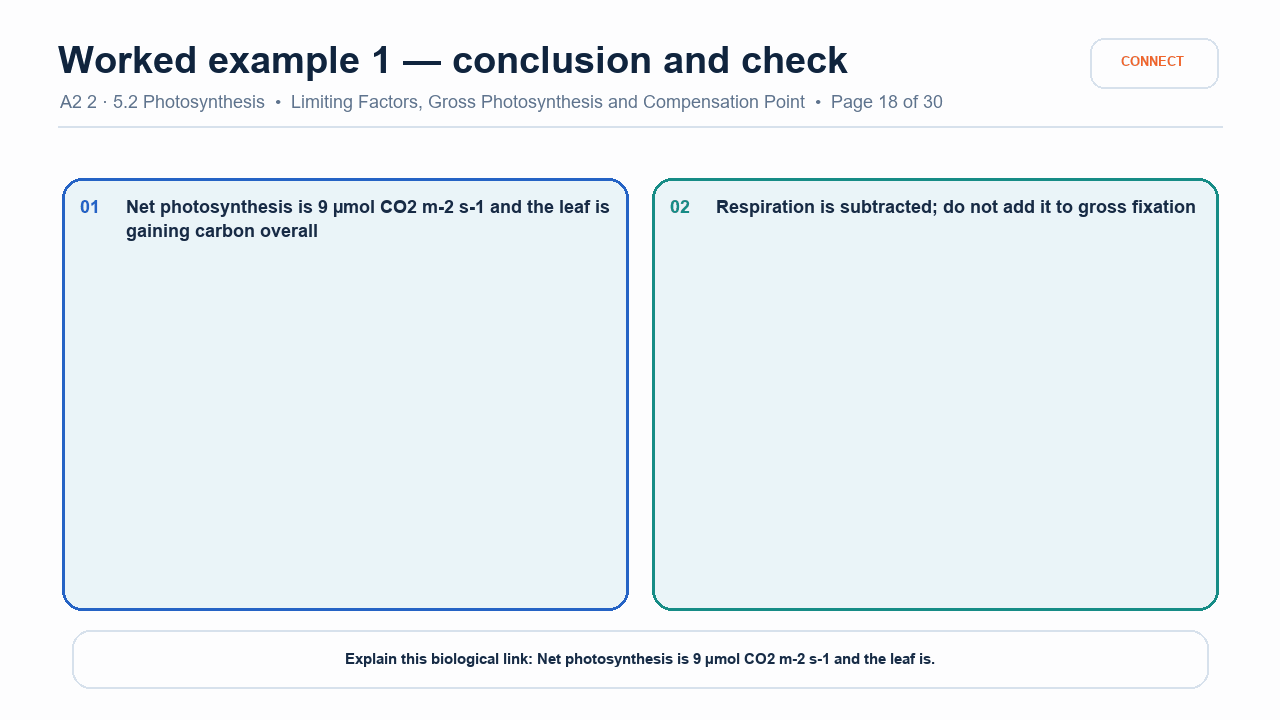 Worked example 1 — conclusion and check
CONNECT
A2 2 · 5.2 Photosynthesis • Limiting Factors, Gross Photosynthesis and Compensation Point • Page 18 of 30
01 Net photosynthesis is 9 µmol CO2 m-2 s-1 and the leaf is
gaining carbon overall
02 Respiration is subtracted; do not add it to gross fixation
Explain this biological link: Net photosynthesis is 9 µmol CO2 m-2 s-1 and the leaf is.